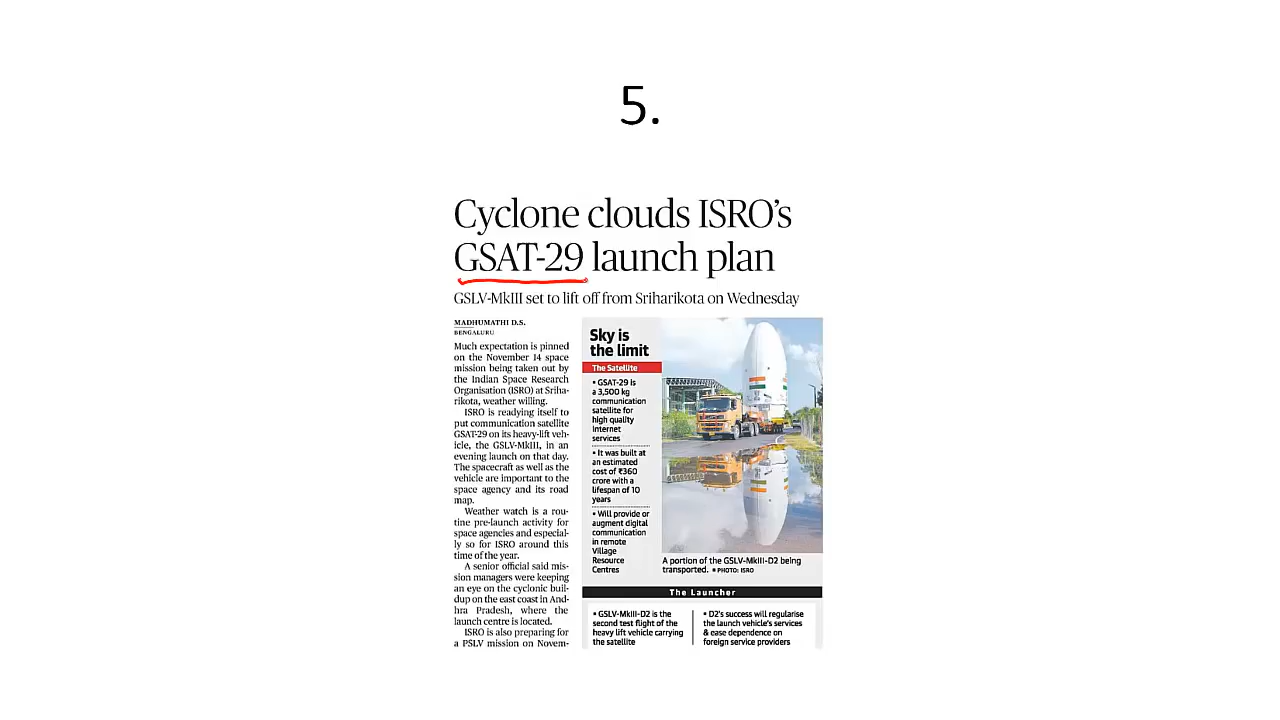 5.
Cyclone clouds ISRO’s
GSAT-29 launch plan
GSLV-MkIII set to lift off from Sriharikota on Wednesday
MADHUMATHI D.S.
BENGALURU
Much expectation is pinned
on the November 14 space
mission being taken out by
the Indian Space Research
Organisation (ISRO) at Sriha-
rikota, weather willing.
ISRO is readying itself to
put communication satellite
GSAT-29 on its heavy-lift veh-
icle, the GSLV-MkIII, in an
evening launch on that day.
The spacecraft as well as the
vehicle are important to the
space agency and its road
map.
Weather watch is a rou-
tine pre-launch activity for
space agencies and especial-
ly so for ISRO around this
time of the year.
A senior official said mis-
sion managers were keeping
an eye on the cyclonic buil-
dup on the east coast in And-
hra Pradesh, where the
launch centre is located.
ISRO is also preparing for
a PSLV mission on Novem-
Sky is
the limit
The Satellite
• GSAT-29 is
a 3,500 kg
communication
satellite for
high quality
internet
services
• It was built at
an estimated
cost of ₹360
crore with a
lifespan of 10
years
• Will provide or
augment digital
communication
in remote
Village
Resource
Centres
A portion of the GSLV-MkIII-D2 being
transported. • PHOTO: ISRO
The Launcher
• GSLV-MkIII-D2 is the
second test flight of the
heavy lift vehicle carrying
the satellite
• D2's success will regularise
the launch vehicle's services
& ease dependence on
foreign service providers